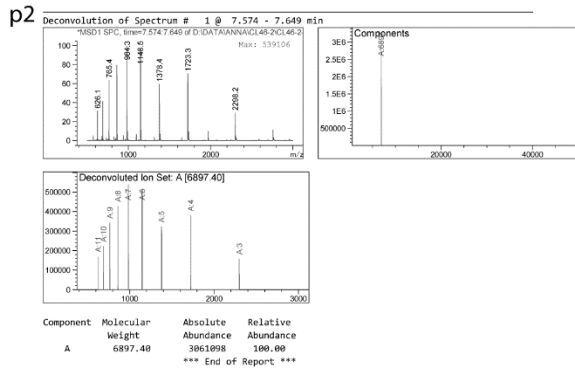 p2
Deconvolution of Spectrum # 1 @ 7.574 - 7.649 min
*MSD1 SPC, time=7.574:7.649 of D:\DATA\ANNA\CL46-2\CL46-2-
Max: 539106
100
80
60
40
20
0
626.1
765.4
984.3
1148.5
1378.4
1723.3
2298.2
1000
2000
m/z
Components
3E6
2.5E6
2E6
1.5E6
1E6
500000
A:689
20000
40000
Deconvoluted Ion Set: A [6897.40]
500000
400000
300000
200000
100000
0
A:11
A:10
A:9
A:8
A:7
A:6
A:5
A:4
A:3
1000
2000
3000
Component Molecular Absolute Relative
Weight Abundance Abundance
A 6897.40 3061098 100.00
*** End of Report ***